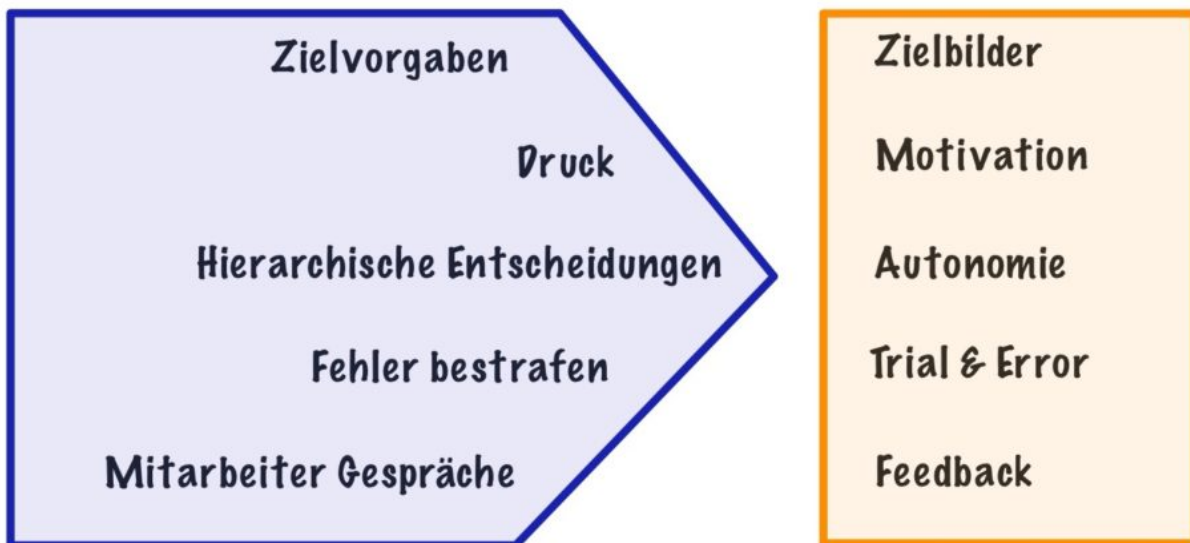 Zielvorgaben
Druck
Hierarchische Entscheidungen
Fehler bestrafen
Mitarbeiter Gespräche
Zielbilder
Motivation
Autonomie
Trial & Error
Feedback